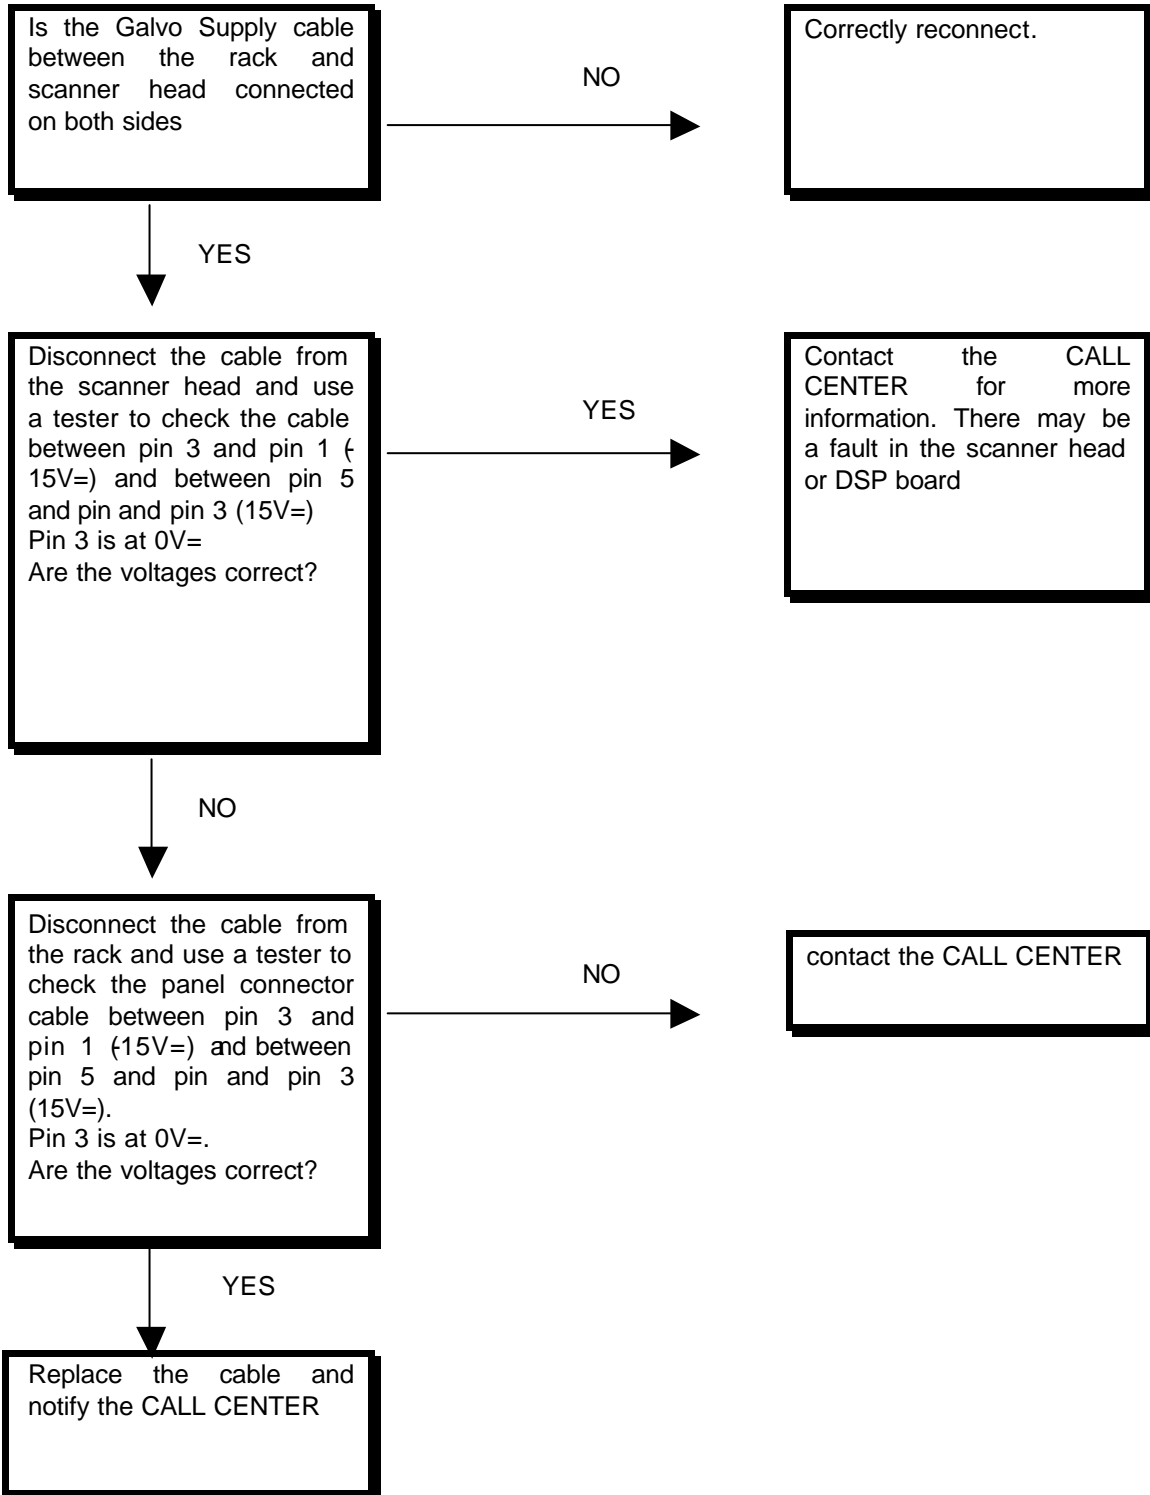 Is the Galvo Supply cable
between the rack and
scanner head connected
on both sides
NO
Correctly reconnect.
YES
Disconnect the cable from
the scanner head and use
a tester to check the cable
between pin 3 and pin 1 (-
15V=) and between pin 5
and pin and pin 3 (15V=)
Pin 3 is at 0V=
Are the voltages correct?
YES
Contact the CALL
CENTER for more
information. There may be
a fault in the scanner head
or DSP board
NO
Disconnect the cable from
the rack and use a tester to
check the panel connector
cable between pin 3 and
pin 1 (-15V=) and between
pin 5 and pin and pin 3
(15V=).
Pin 3 is at 0V=.
Are the voltages correct?
NO
contact the CALL CENTER
YES
Replace the cable and
notify the CALL CENTER